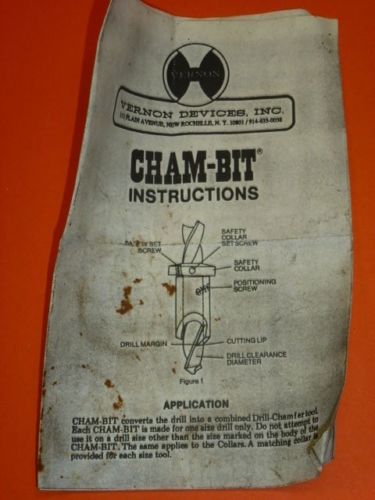 VERNON
VERNON DEVICES, INC.
PLAIN AVENUE, NEW ROCHELLE, N. Y. 10801 / 914-633-0038
CHAM-BIT®
INSTRUCTIONS
SAFETY
COLLAR
SETSCREW
SET
SCREW
SAFETY
COLLAR
POSITIONING
SCREW
DRILL MARGIN
CUTTING LIP
DRILL CLEARANCE
DIAMETER
Figure 1
APPLICATION
CHAM-BIT converts the drill into a combined Drill-Chamfer tool.
Each CHAM-BIT is made for one size drill only. Do not attempt to
use it on a drill size other than the size marked on the body of the
CHAM-BIT. The same applies to the Collars. A matching collar is
provided for each size tool.